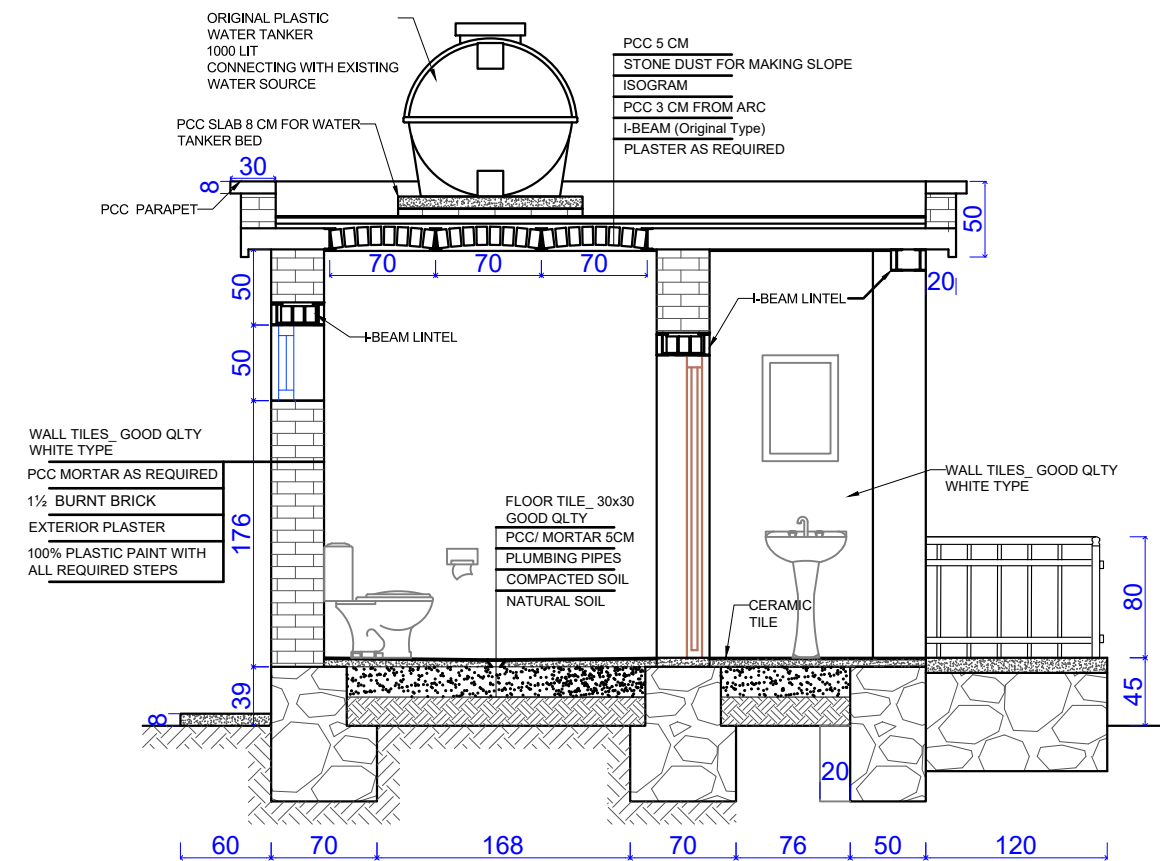 ORIGINAL PLASTIC
WATER TANKER
1000 LIT
CONNECTING WITH EXISTING
WATER SOURCE
PCC 5 CM
STONE DUST FOR MAKING SLOPE
ISOGRAM
PCC 3 CM FROM ARC
I-BEAM (Original Type)
PLASTER AS REQUIRED
PCC SLAB 8 CM FOR WATER
TANKER BED
30
8
PCC PARAPET
50
70
70
70
20
50
I-BEAM LINTEL
I-BEAM LINTEL
50
WALL TILES_ GOOD QLTY
WHITE TYPE
PCC MORTAR AS REQUIRED
1½ BURNT BRICK
EXTERIOR PLASTER
100% PLASTIC PAINT WITH
ALL REQUIRED STEPS
176
WALL TILES_ GOOD QLTY
WHITE TYPE
FLOOR TILE_ 30x30
GOOD QLTY
PCC/ MORTAR 5CM
PLUMBING PIPES
COMPACTED SOIL
NATURAL SOIL
CERAMIC
TILE
80
39
45
8
20
60
70
168
70
76
50
120